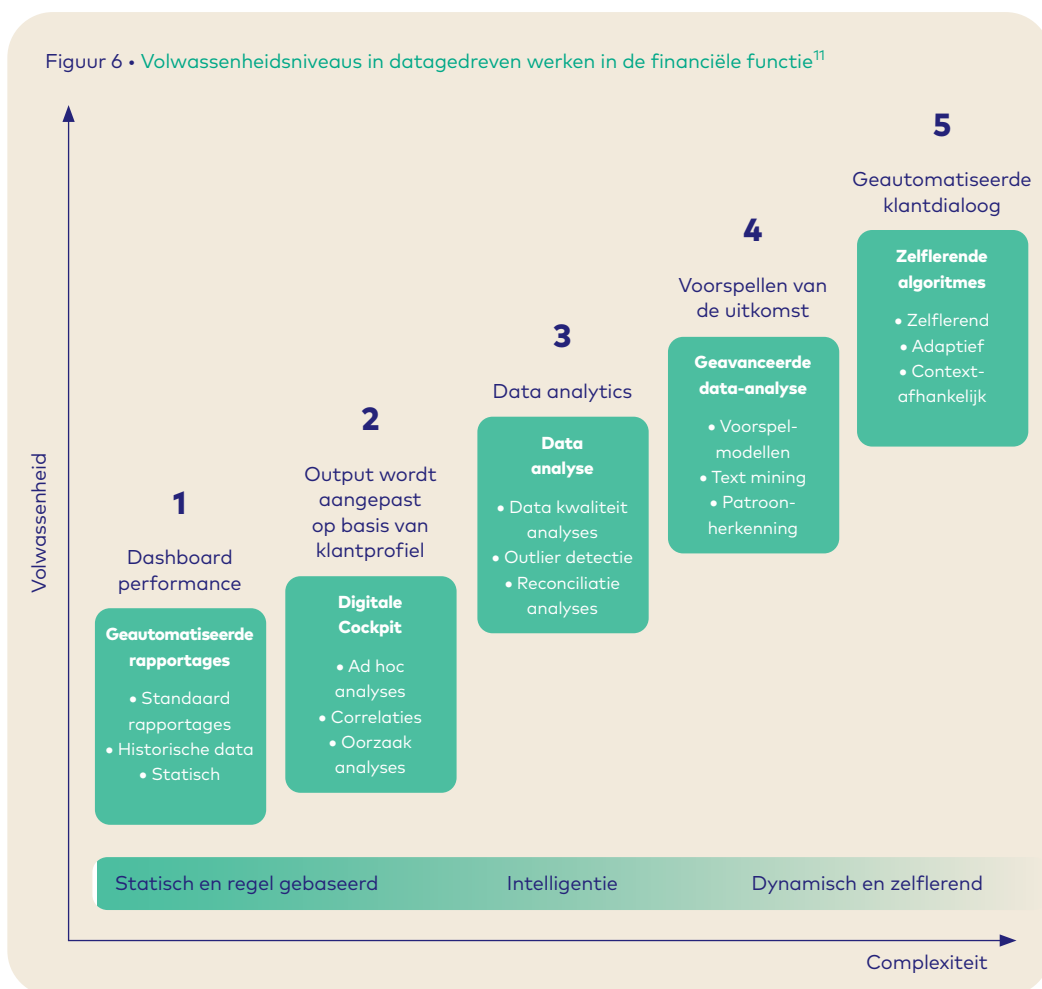 Figuur 6 • Volwassenheidsniveaus in datagedreven werken in de financiële functie11
Volwassenheid
1
Dashboard
performance
Geautomatiseerde
rapportages
• Standaard
rapportages
• Historische data
• Statisch
2
Output wordt
aangepast
op basis van
klantprofiel
Digitale
Cockpit
• Ad hoc
analyses
• Correlaties
• Oorzaak
analyses
3
Data analytics
Data
analyse
• Data kwaliteit
analyses
• Outlier detectie
• Reconciliatie
analyses
4
Voorspellen van
de uitkomst
Geavanceerde
data-analyse
• Voorspel-
modellen
• Text mining
• Patroon-
herkenning
5
Geautomatiseerde
klantdialoog
Zelflerende
algoritmes
• Zelflerend
• Adaptief
• Context-
afhankelijk
Statisch en regel gebaseerd
Intelligentie
Dynamisch en zelflerend
Complexiteit